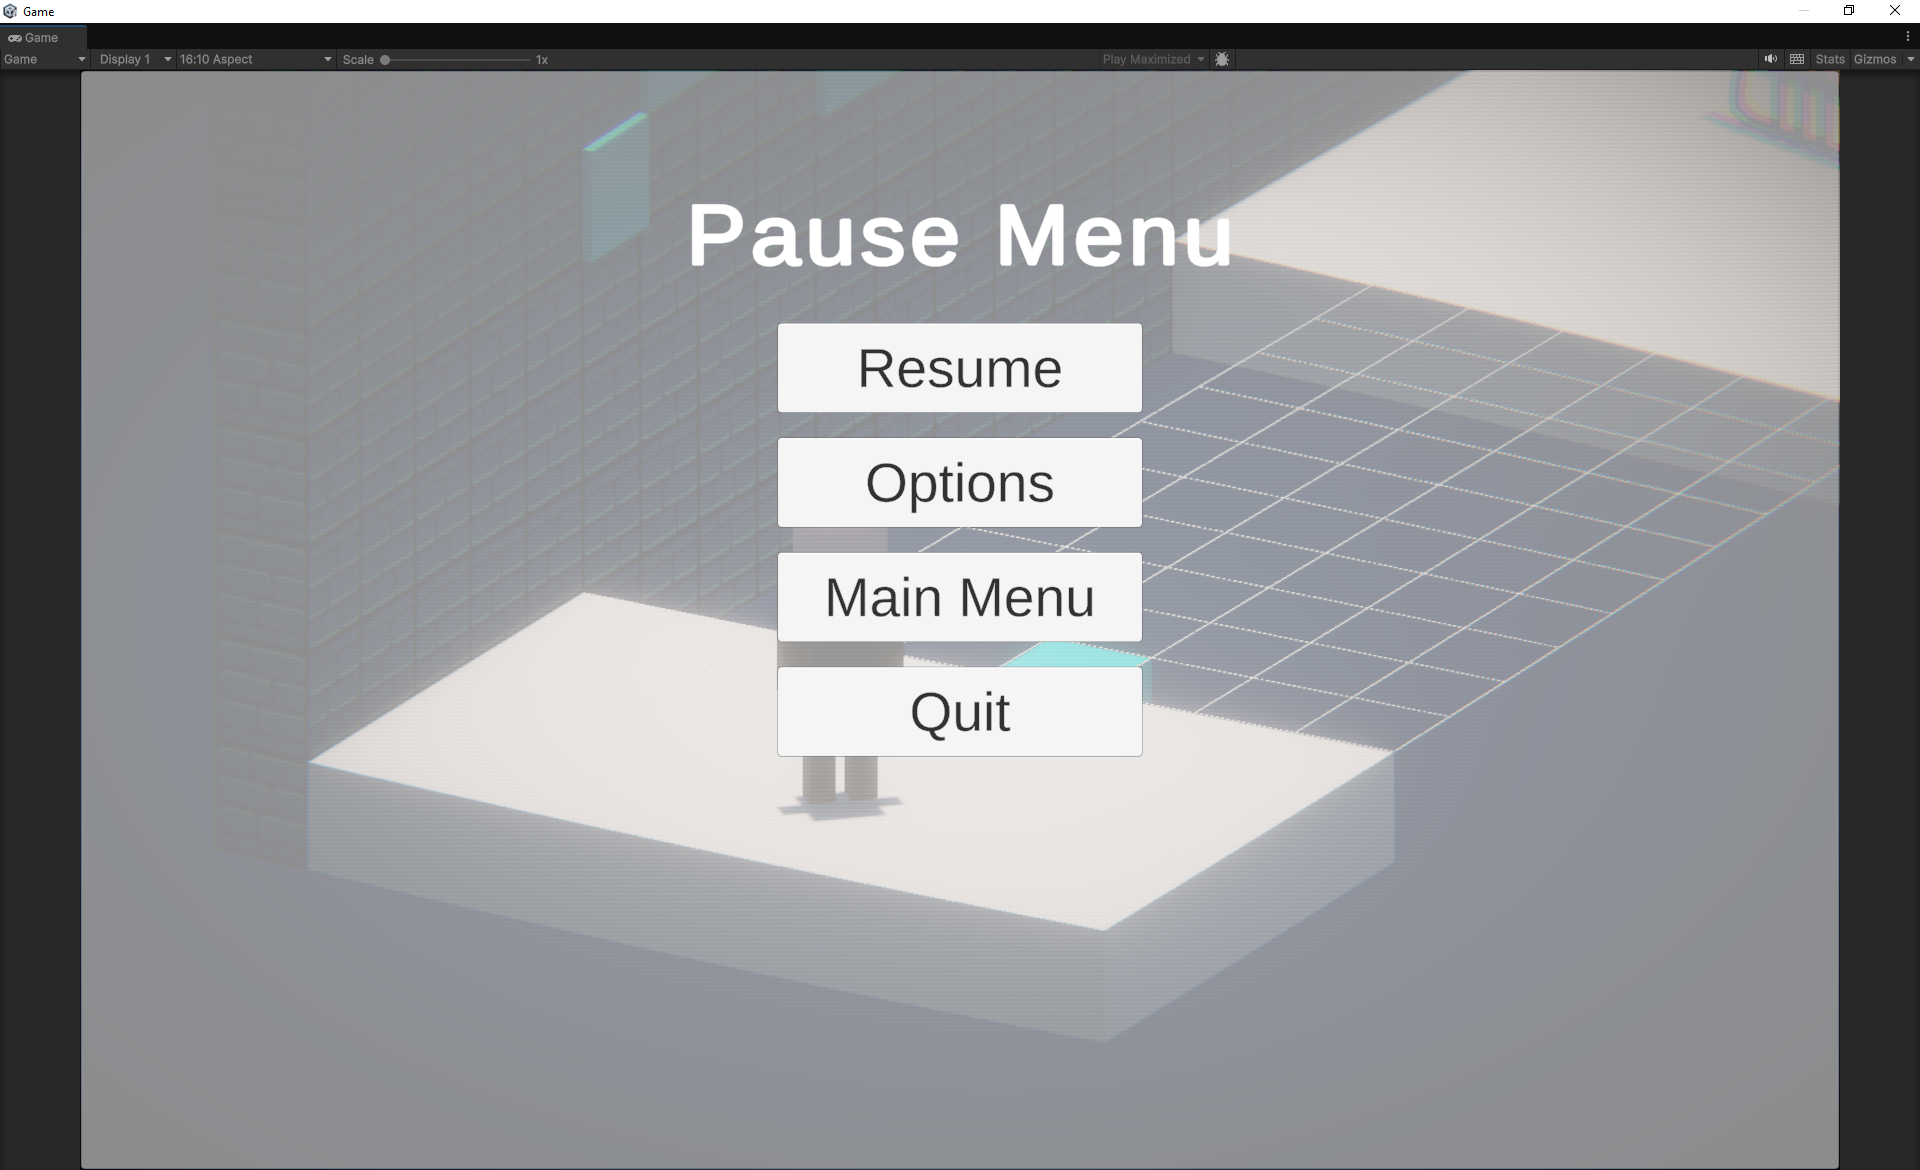 Game
Game
Game Display 1 16:10 Aspect Scale 1x Play Maximized Stats Gizmos
Pause Menu
Resume
Options
Main Menu
Quit